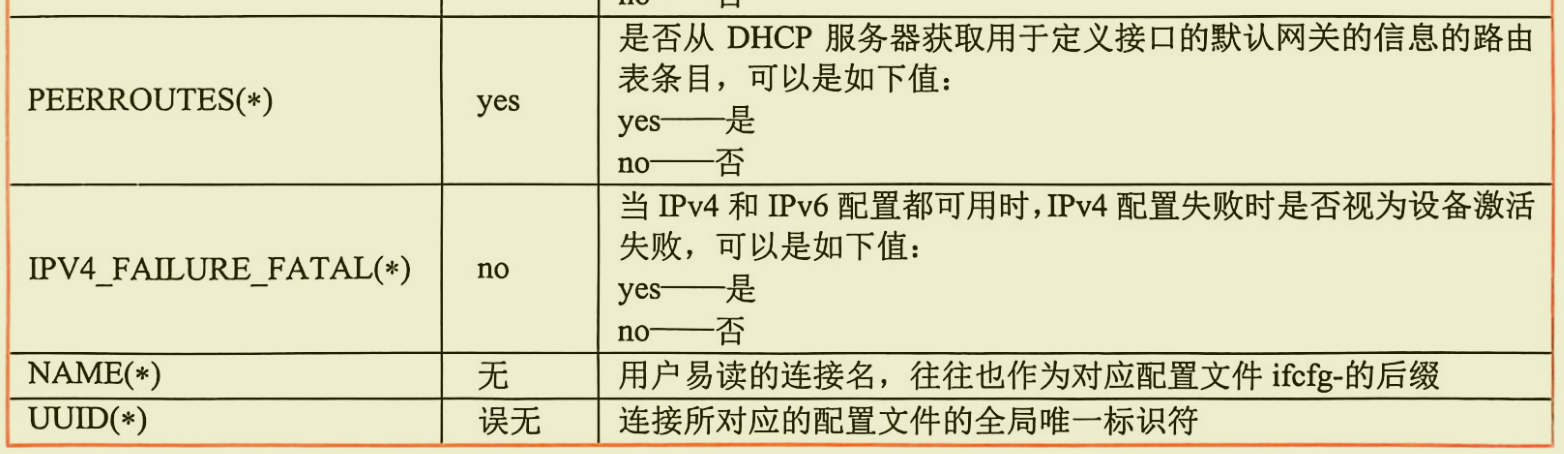 no——否
是否从 DHCP 服务器获取用于定义接口的默认网关的信息的路由
表条目，可以是如下值：
PEERROUTES(*) yes
yes——是
no——否
当 IPv4 和 IPv6 配置都可用时，IPv4 配置失败时是否视为设备激活
失败，可以是如下值：
IPV4_FAILURE_FATAL(*) no
yes——是
no——否
NAME(*) 无 用户易读的连接名，往往也作为对应配置文件 ifcfg-的后缀
UUID(*) 误无 连接所对应的配置文件的全局唯一标识符